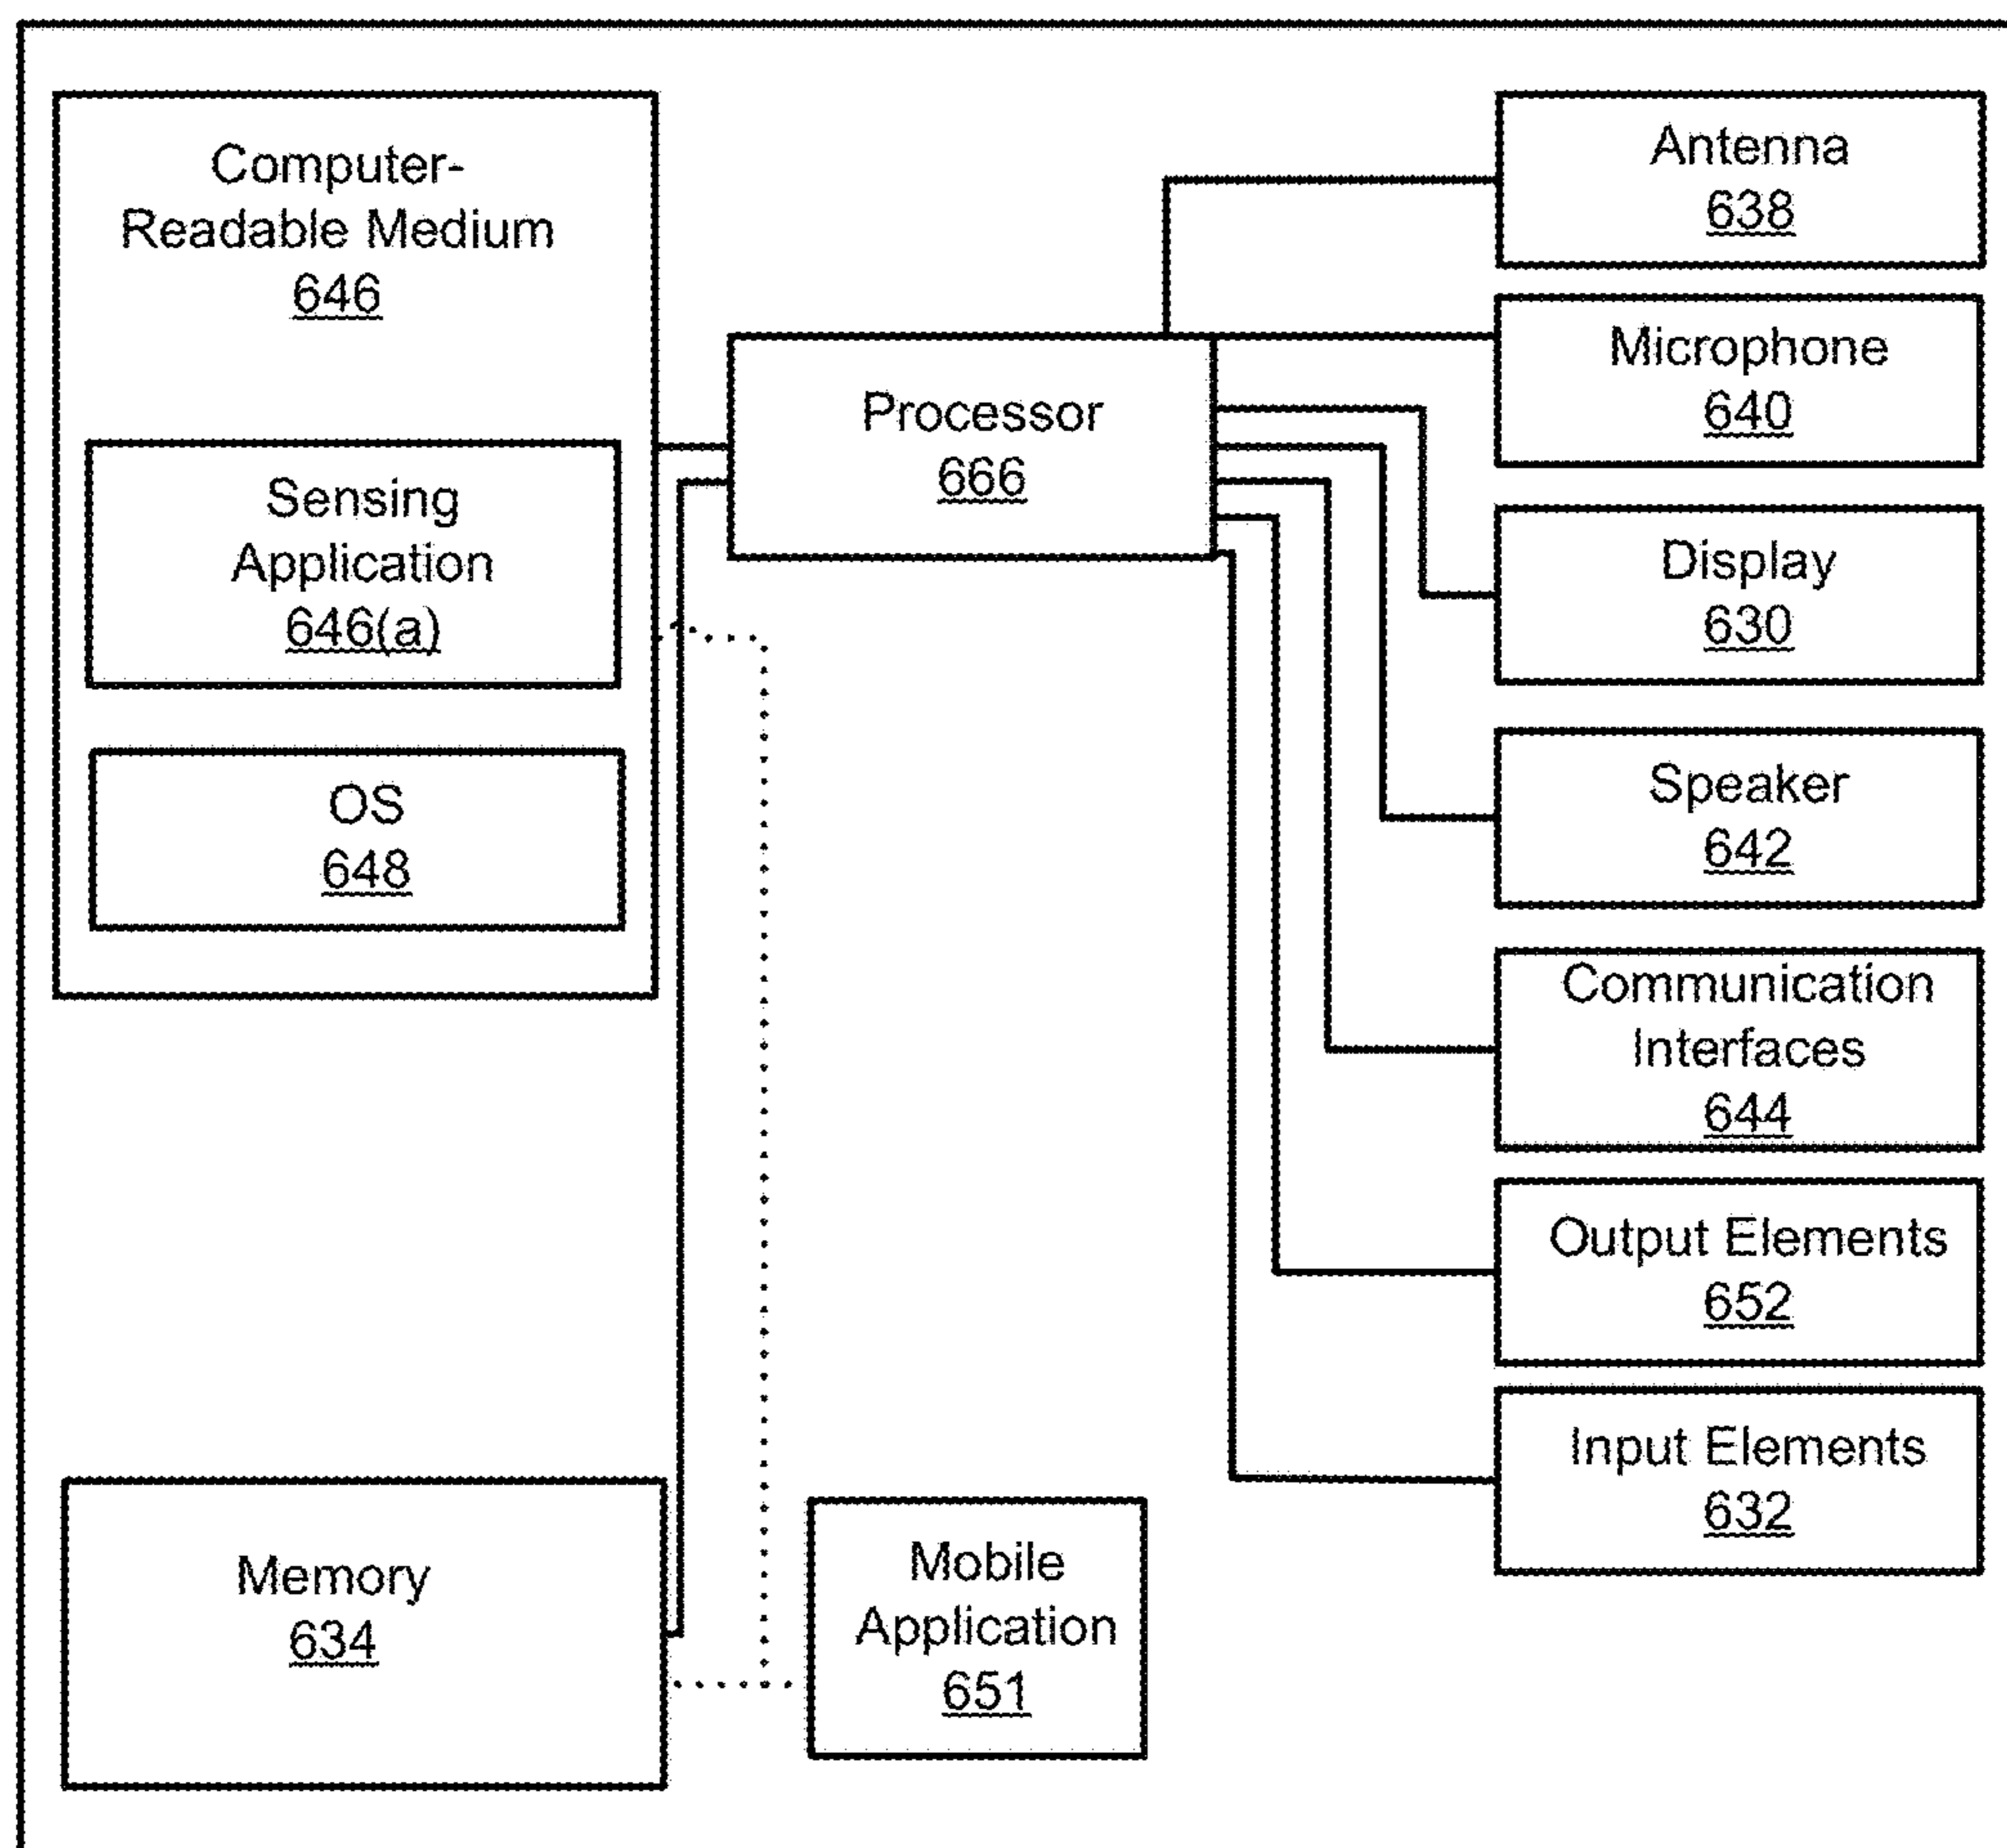 Computer-
Readable Medium
646
Sensing
Application
646(a)
OS
648
Memory
634
Processor
666
Mobile
Application
651
Antenna
638
Microphone
640
Display
630
Speaker
642
Communication
Interfaces
644
Output Elements
652
Input Elements
632